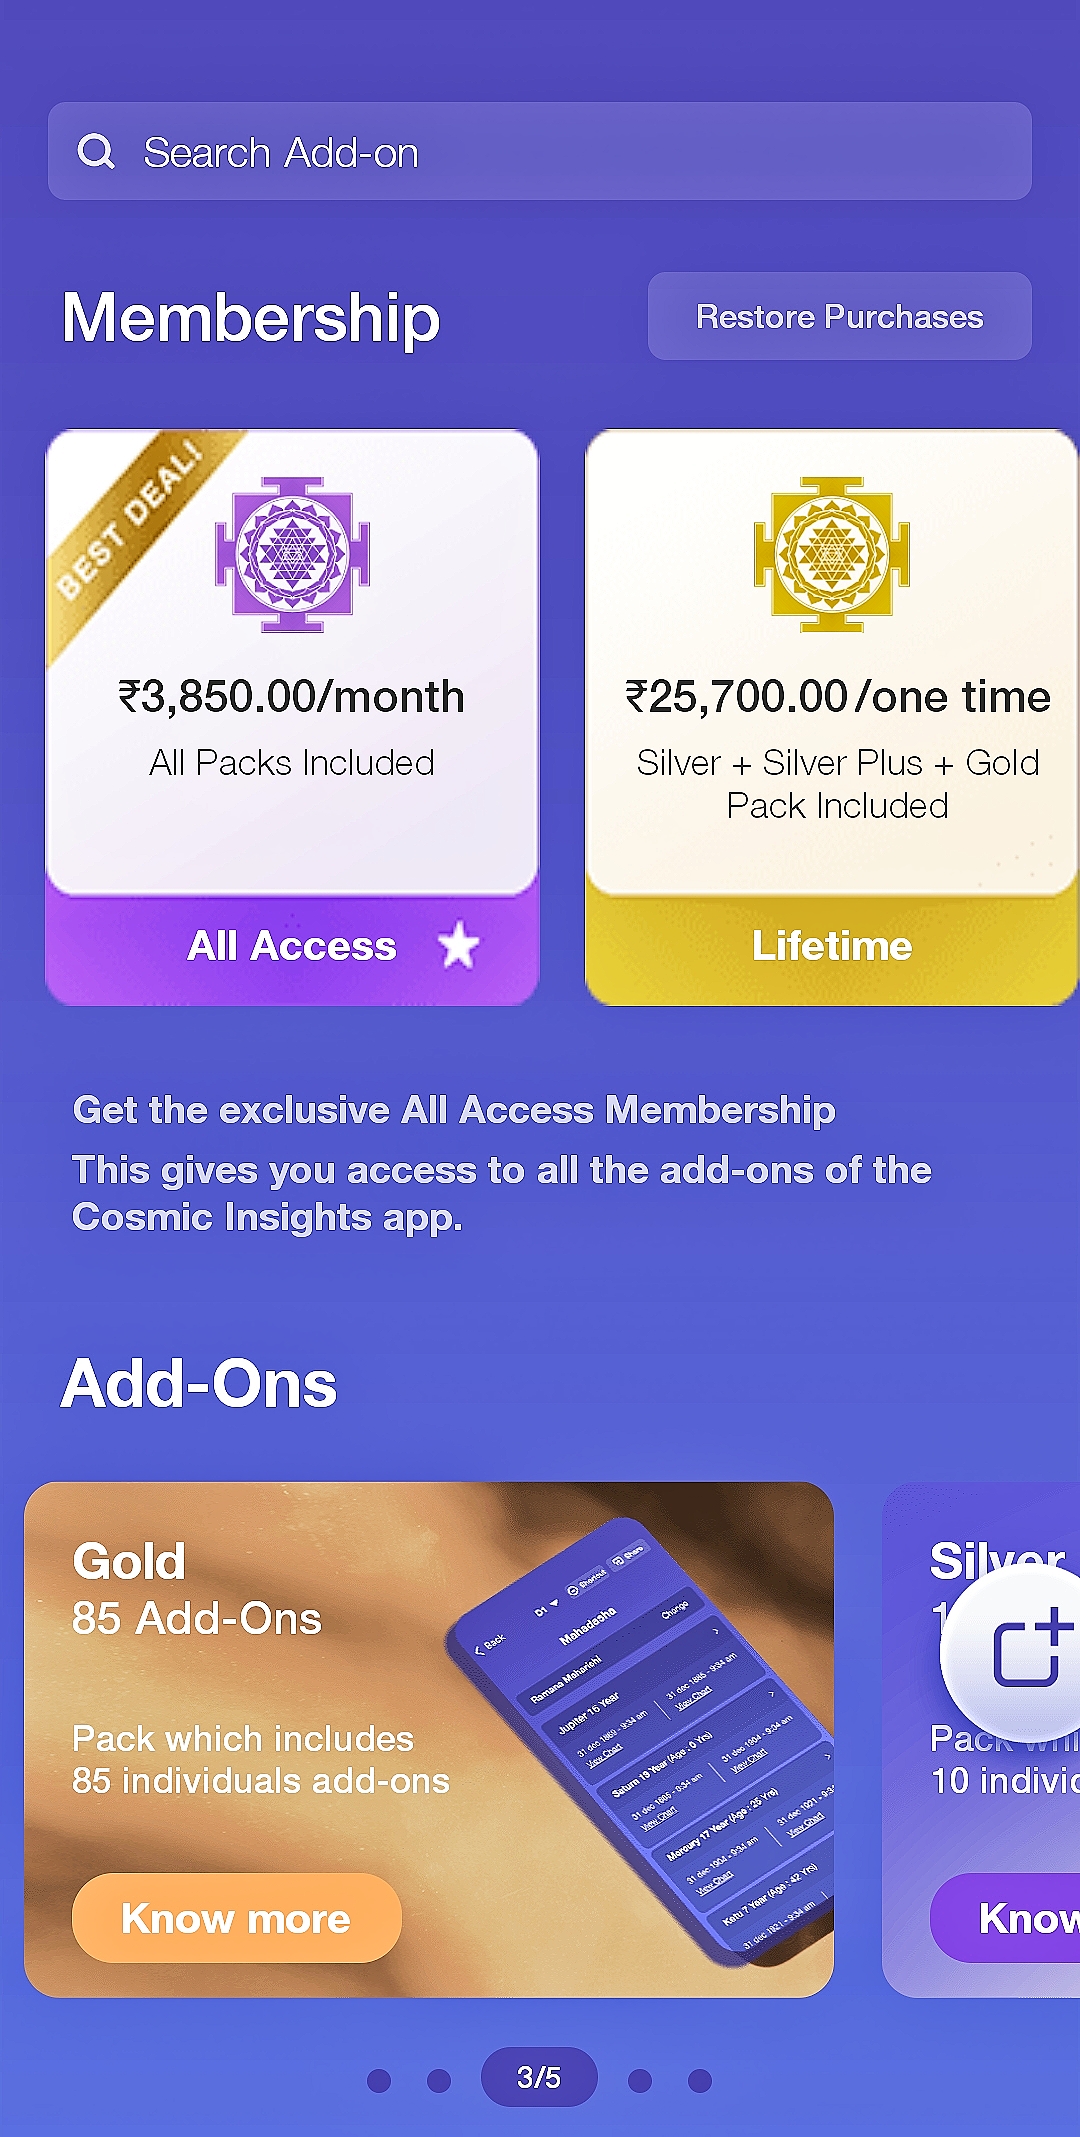 Search Add-on
Membership
Restore Purchases
BEST DEAL!
₹3,850.00/month
All Packs Included
All Access
₹25,700.00/one time
Silver + Silver Plus + Gold
Pack Included
Lifetime
Get the exclusive All Access Membership
This gives you access to all the add-ons of the
Cosmic Insights app.
Add-Ons
Gold
85 Add-Ons
Pack which includes
85 individuals add-ons
Know more
Back
D1
Shortcut
Share
Mahadasha
Change
Ramana Maharishi
Jupiter 16 Year
31 dec 1869 - 9:34 am
View Chart
31 dec 1885 - 9:34 am
View Chart
Saturn 19 Year (Age : 0 Yrs)
31 dec 1885 - 9:34 am
View Chart
31 dec 1904 - 9:34 am
View Chart
Mercury 17 Year (Age : 25 Yrs)
31 dec 1904 - 9:34 am
View Chart
31 dec 1921 - 9:3
View Chart
Ketu 7 Year (Age : 42 Yrs)
31 dec 1921 - 9:34 am
Silver
1
Pack whi
10 indivi
Know
3/5